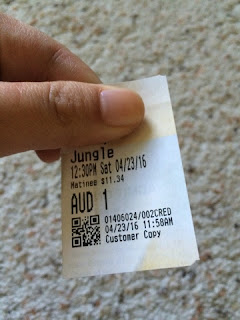 Jungle
12:30PM Sat 04/23/16
Matinee $11.34
AUD 1
01406024/002CRED
04/23/16 11:58AM
Customer Copy